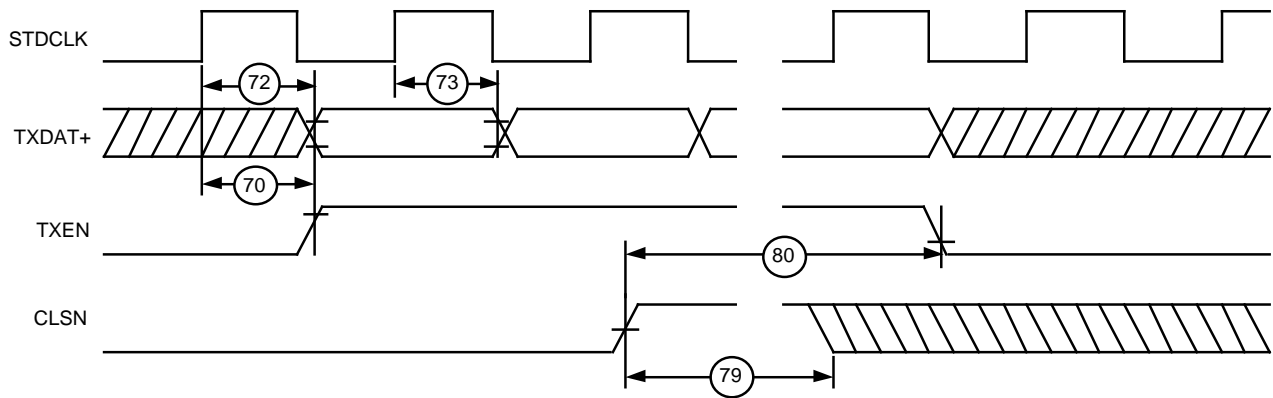 STDCLK
72
73
TXDAT+
70
TXEN
80
CLSN
79